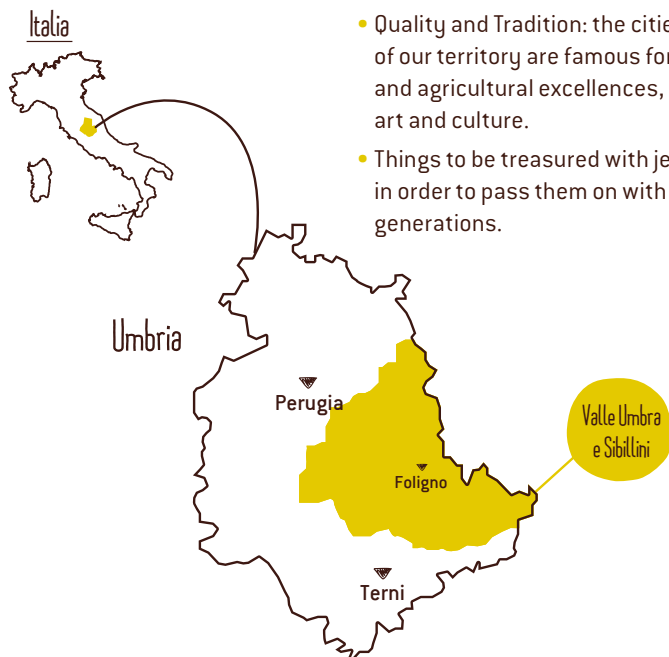 Italia
• Quality and Tradition: the citie
of our territory are famous for
and agricultural excellences,
art and culture.
• Things to be treasured with je
in order to pass them on with
generations.
Umbria
Perugia
Valle Umbra
e Sibillini
Foligno
Terni